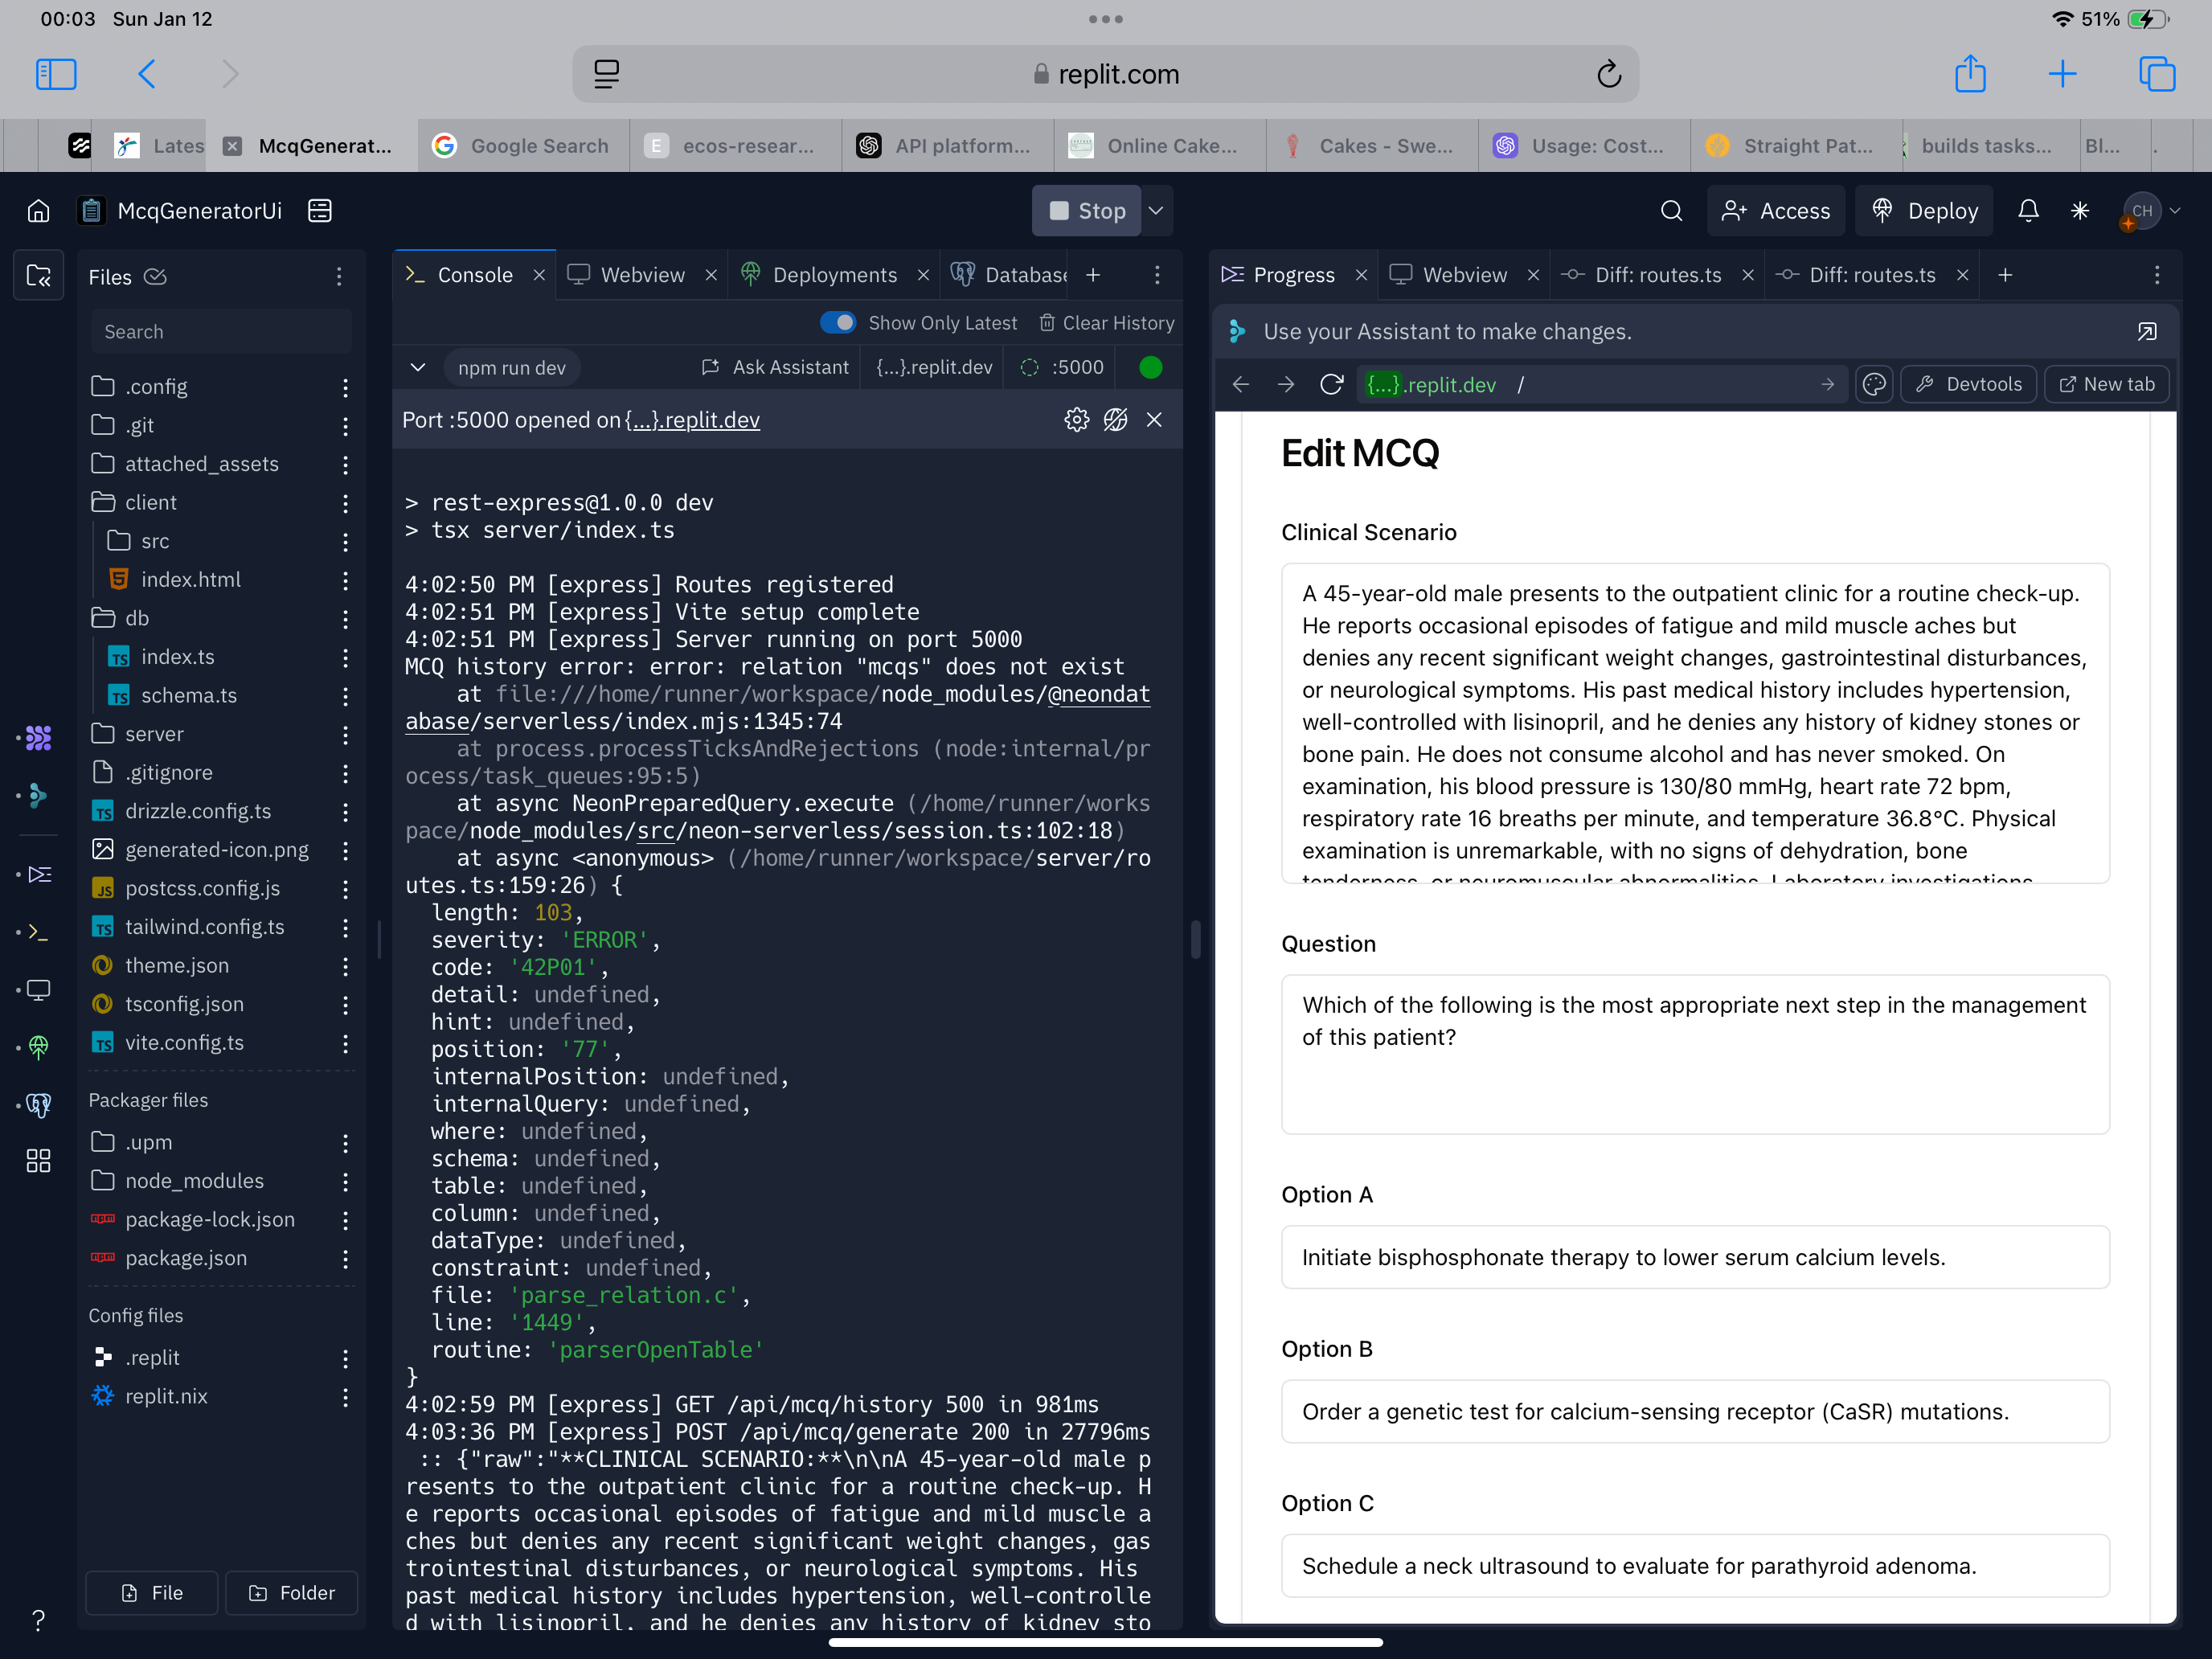 00:03 Sun Jan 12
51%
replit.com
Lates
McqGenerat...
Google Search
E
ecos-resear...
API platform...
Online Cake...
Cakes - Swe...
Usage: Cost...
Straight Pat...
builds tasks...
Bl...
McqGeneratorUi
Stop
Access
Deploy
CH
Files
Search
.config
.git
attached_assets
client
src
index.html
db
index.ts
schema.ts
server
.gitignore
drizzle.config.ts
generated-icon.png
postcss.config.js
tailwind.config.ts
theme.json
tsconfig.json
vite.config.ts
Packager files
.upm
node_modules
package-lock.json
package.json
Config files
.replit
replit.nix
File
Folder
Console
Webview
Deployments
Database
Show Only Latest
Clear History
npm run dev
Ask Assistant
{...}.replit.dev
:5000
Port :5000 opened on {...}.replit.dev
> rest-express@1.0.0 dev
> tsx server/index.ts
4:02:50 PM [express] Routes registered
4:02:51 PM [express] Vite setup complete
4:02:51 PM [express] Server running on port 5000
MCQ history error: error: relation "mcqs" does not exist
at file:///home/runner/workspace/node_modules/@neondat
abase/serverless/index.mjs:1345:74
at process.processTicksAndRejections (node:internal/pr
ocess/task_queues:95:5)
at async NeonPreparedQuery.execute (/home/runner/works
pace/node_modules/src/neon-serverless/session.ts:102:18)
at async <anonymous> (/home/runner/workspace/server/ro
utes.ts:159:26) {
length: 103,
severity: 'ERROR',
code: '42P01',
detail: undefined,
hint: undefined,
position: '77',
internalPosition: undefined,
internalQuery: undefined,
where: undefined,
schema: undefined,
table: undefined,
column: undefined,
dataType: undefined,
constraint: undefined,
file: 'parse_relation.c',
line: '1449',
routine: 'parserOpenTable'
}
4:02:59 PM [express] GET /api/mcq/history 500 in 981ms
4:03:36 PM [express] POST /api/mcq/generate 200 in 27796ms
:: {"raw":"**CLINICAL SCENARIO:**\n\nA 45-year-old male p
resents to the outpatient clinic for a routine check-up. H
e reports occasional episodes of fatigue and mild muscle a
ches but denies any recent significant weight changes, gas
trointestinal disturbances, or neurological symptoms. His
past medical history includes hypertension, well-controlle
d with lisinopril, and he denies any history of kidney sto
Progress
Webview
Diff: routes.ts
Diff: routes.ts
Use your Assistant to make changes.
{...}.replit.dev /
Devtools
New tab
Edit MCQ
Clinical Scenario
A 45-year-old male presents to the outpatient clinic for a routine check-up.
He reports occasional episodes of fatigue and mild muscle aches but
denies any recent significant weight changes, gastrointestinal disturbances,
or neurological symptoms. His past medical history includes hypertension,
well-controlled with lisinopril, and he denies any history of kidney stones or
bone pain. He does not consume alcohol and has never smoked. On
examination, his blood pressure is 130/80 mmHg, heart rate 72 bpm,
respiratory rate 16 breaths per minute, and temperature 36.8°C. Physical
examination is unremarkable, with no signs of dehydration, bone
tenderness, or neuromuscular abnormalities. Laboratory investigations
Question
Which of the following is the most appropriate next step in the management
of this patient?
Option A
Initiate bisphosphonate therapy to lower serum calcium levels.
Option B
Order a genetic test for calcium-sensing receptor (CaSR) mutations.
Option C
Schedule a neck ultrasound to evaluate for parathyroid adenoma.